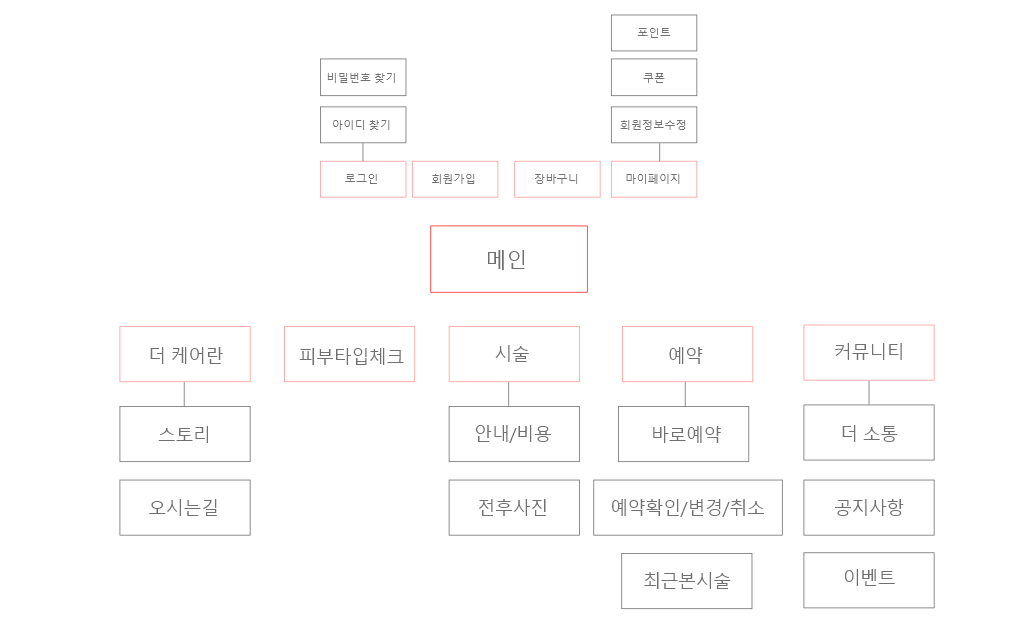 포인트
비밀번호 찾기
쿠폰
아이디 찾기
회원정보수정
로그인
회원가입
장바구니
마이페이지
메인
더 케어란
피부타입체크
시술
예약
커뮤니티
스토리
안내/비용
바로예약
더 소통
오시는길
전후사진
예약확인/변경/취소
공지사항
최근본시술
이벤트